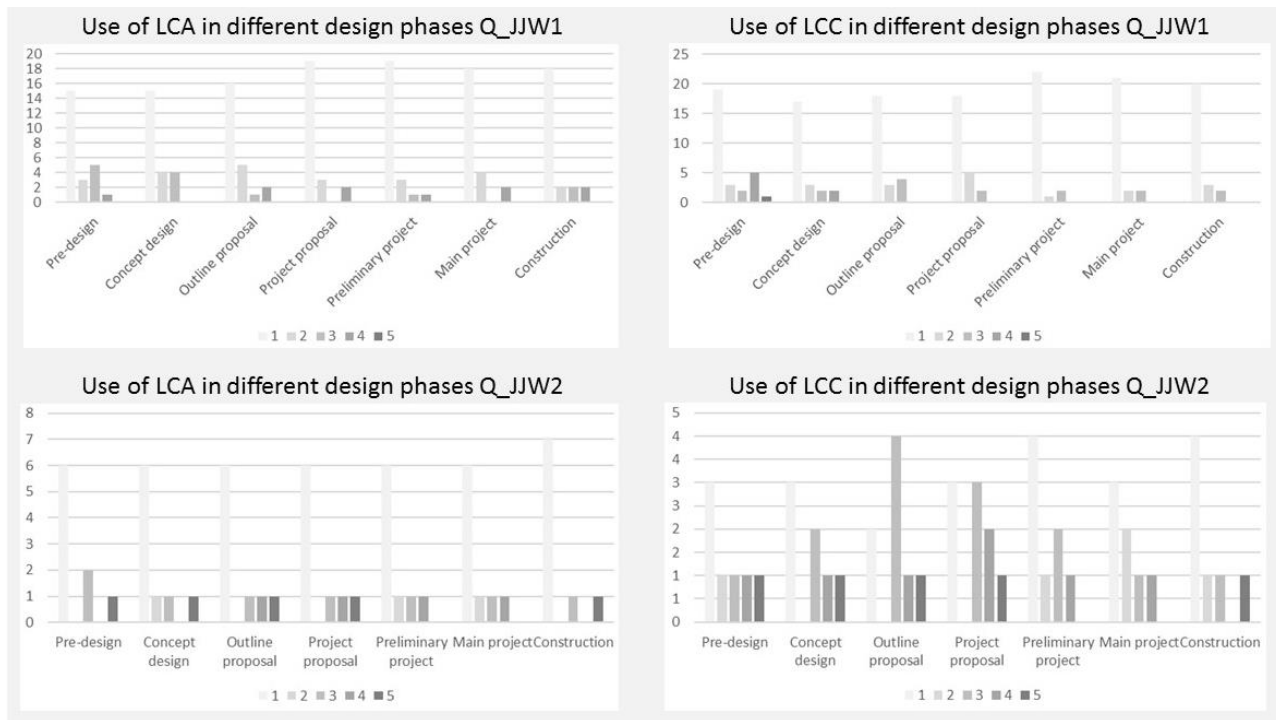 Use of LCA in different design phases Q_JJW1
20
18
16
14
12
10
8
6
4
2
0
Pre-design
Concept design
Outline proposal
Project proposal
Preliminary project
Main project
Construction
1 2 3 4 5
Use of LCC in different design phases Q_JJW1
25
20
15
10
5
0
Pre-design
Concept design
Outline proposal
Project proposal
Preliminary project
Main project
Construction
1 2 3 4 5
Use of LCA in different design phases Q_JJW2
8
7
6
5
4
3
2
1
0
Pre-design Concept Outline Project Preliminary Main project Construction
design proposal proposal project
1 2 3 4 5
Use of LCC in different design phases Q_JJW2
5
4
4
3
3
2
2
1
1
0
Pre-design Concept Outline Project Preliminary Main project Construction
design proposal proposal project
1 2 3 4 5